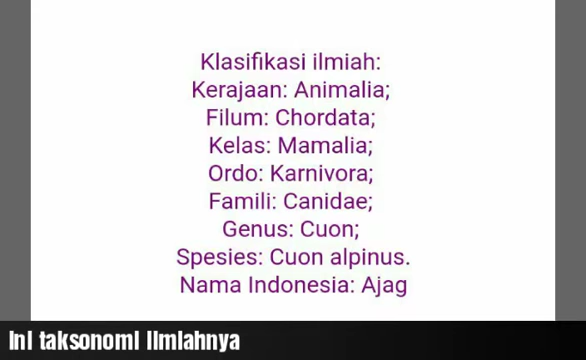 Klasifikasi ilmiah:
Kerajaan: Animalia;
Filum: Chordata;
Kelas: Mamalia;
Ordo: Karnivora;
Famili: Canidae;
Genus: Cuon;
Spesies: Cuon alpinus.
Nama Indonesia: Ajag
Ini taksonomi ilmiahnya